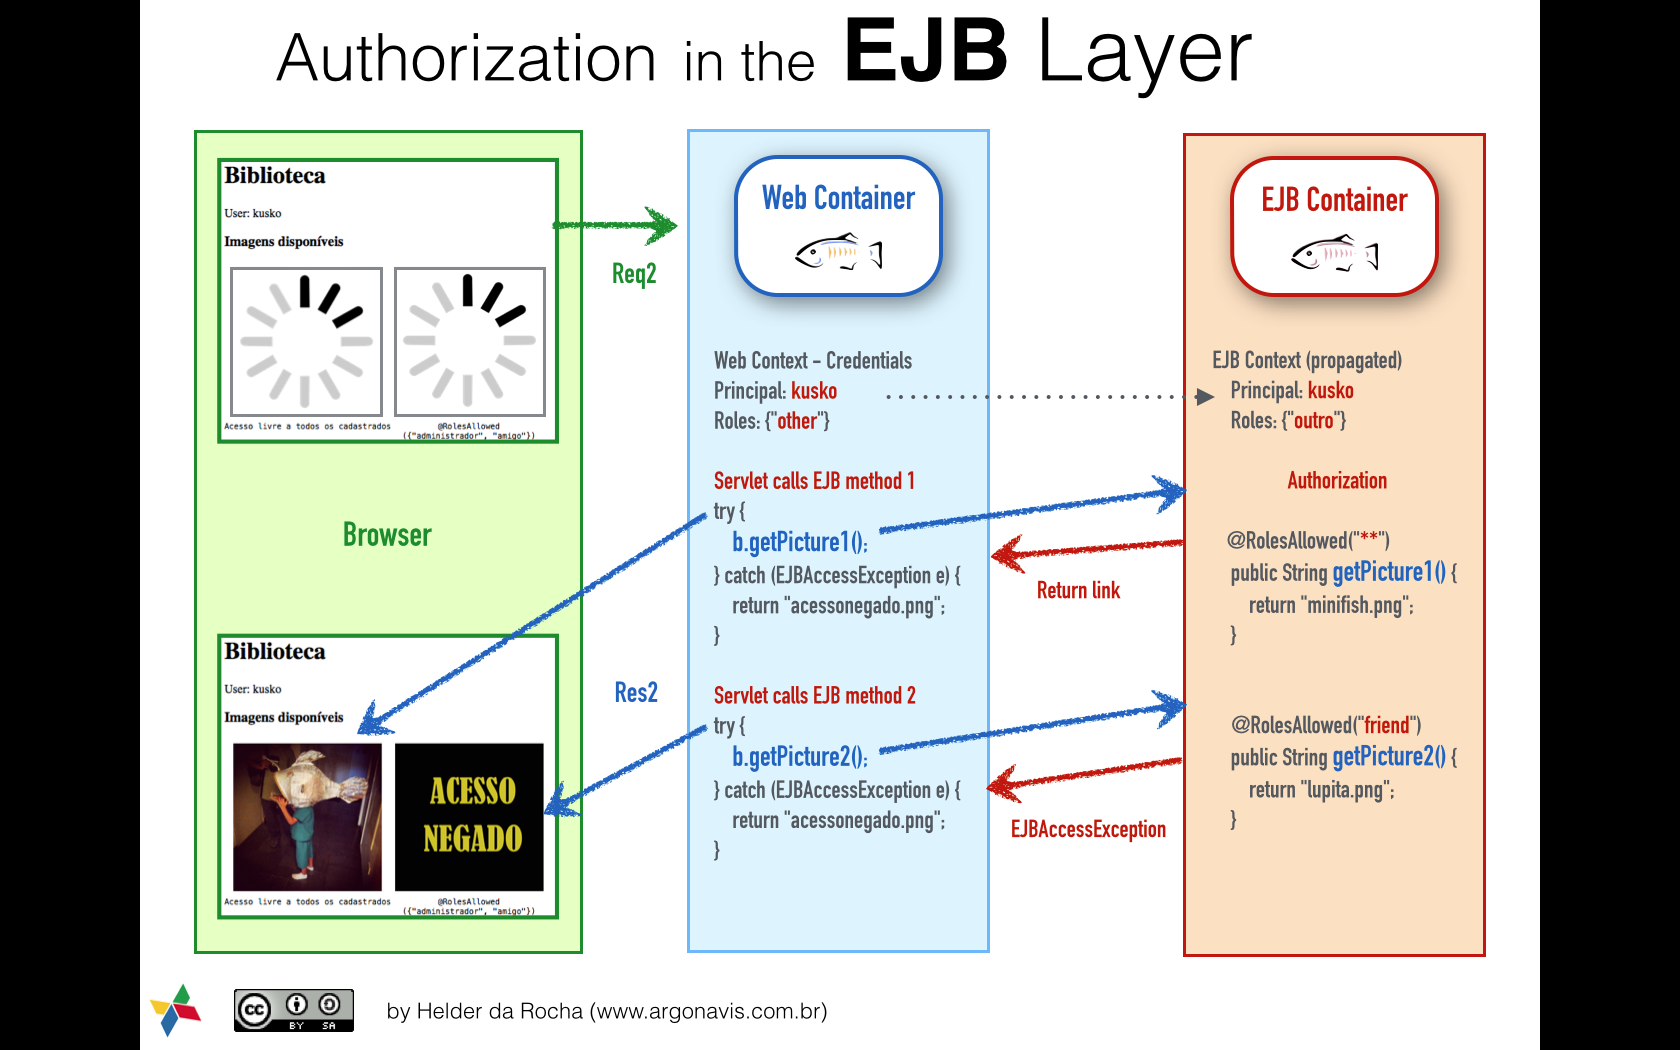 Authorization in the EJB Layer
Biblioteca
User: kusko
Imagens disponíveis
Acesso livre a todos os cadastrados
@RolesAllowed
({"administrador", "amigo"})
Browser
Biblioteca
User: kusko
Imagens disponíveis
ACESSO
NEGADO
Acesso livre a todos os cadastrados
@RolesAllowed
({"administrador", "amigo"})
Req2
Res2
Web Container
Web Context - Credentials
Principal: kusko
Roles: {"other"}
Servlet calls EJB method 1
try {
b.getPicture1();
} catch (EJBAccessException e) {
return "acessonegado.png";
}
Servlet calls EJB method 2
try {
b.getPicture2();
} catch (EJBAccessException e) {
return "acessonegado.png";
}
Return link
EJBAccessException
EJB Container
EJB Context (propagated)
Principal: kusko
Roles: {"outro"}
Authorization
@RolesAllowed("**")
public String getPicture1() {
return "minifish.png";
}
@RolesAllowed("friend")
public String getPicture2() {
return "lupita.png";
}
cc
BY SA
by Helder da Rocha (www.argonavis.com.br)